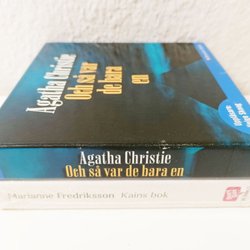 Agatha Christie
Och så var
de bara
en
Agatha Christie
Och så var de bara en
Marianne Fredriksson Kains bok